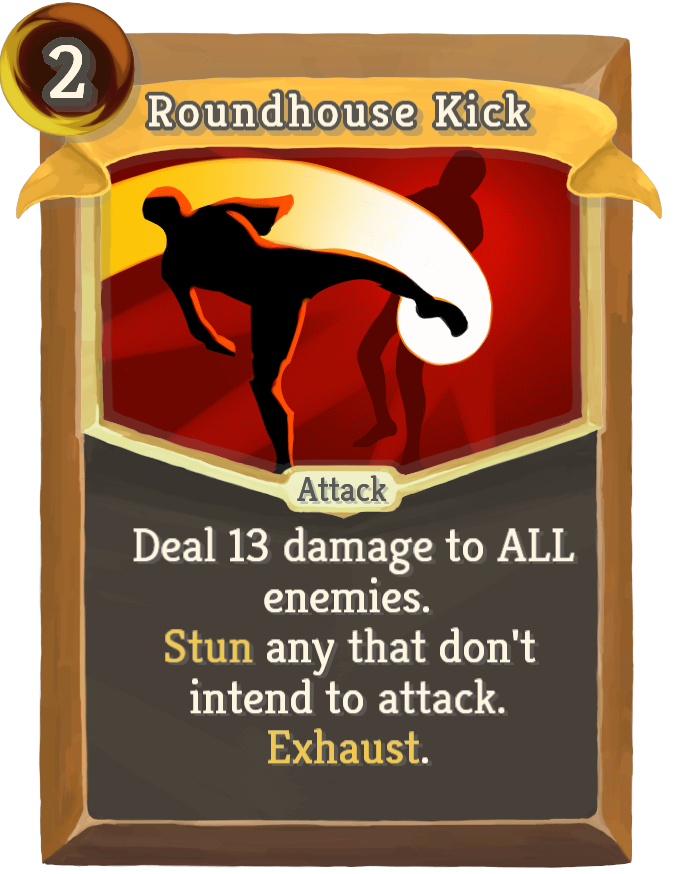 2
Roundhouse Kick
Attack
Deal 13 damage to ALL
enemies.
Stun any that don't
intend to attack.
Exhaust.